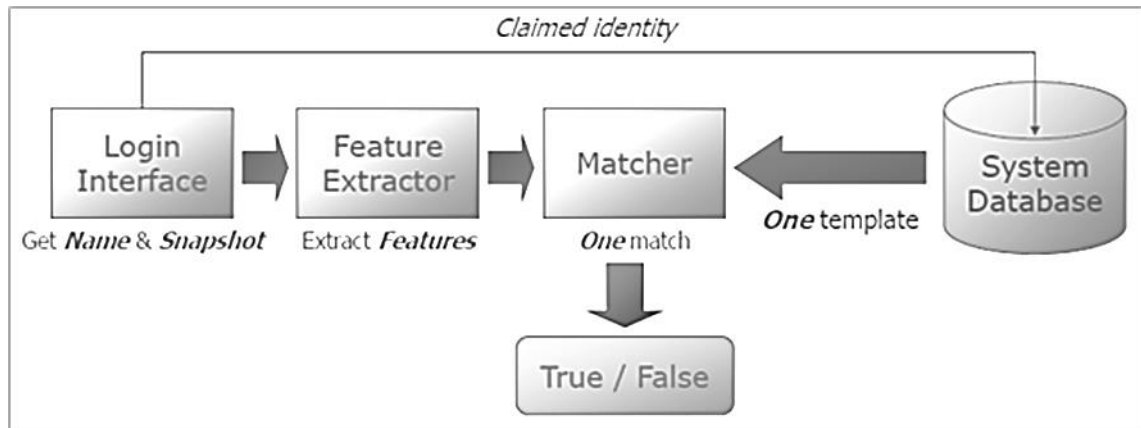 Claimed identity
Login
Interface
Get Name & Snapshot
Feature
Extractor
Extract Features
Matcher
One match
One template
System
Database
True / False